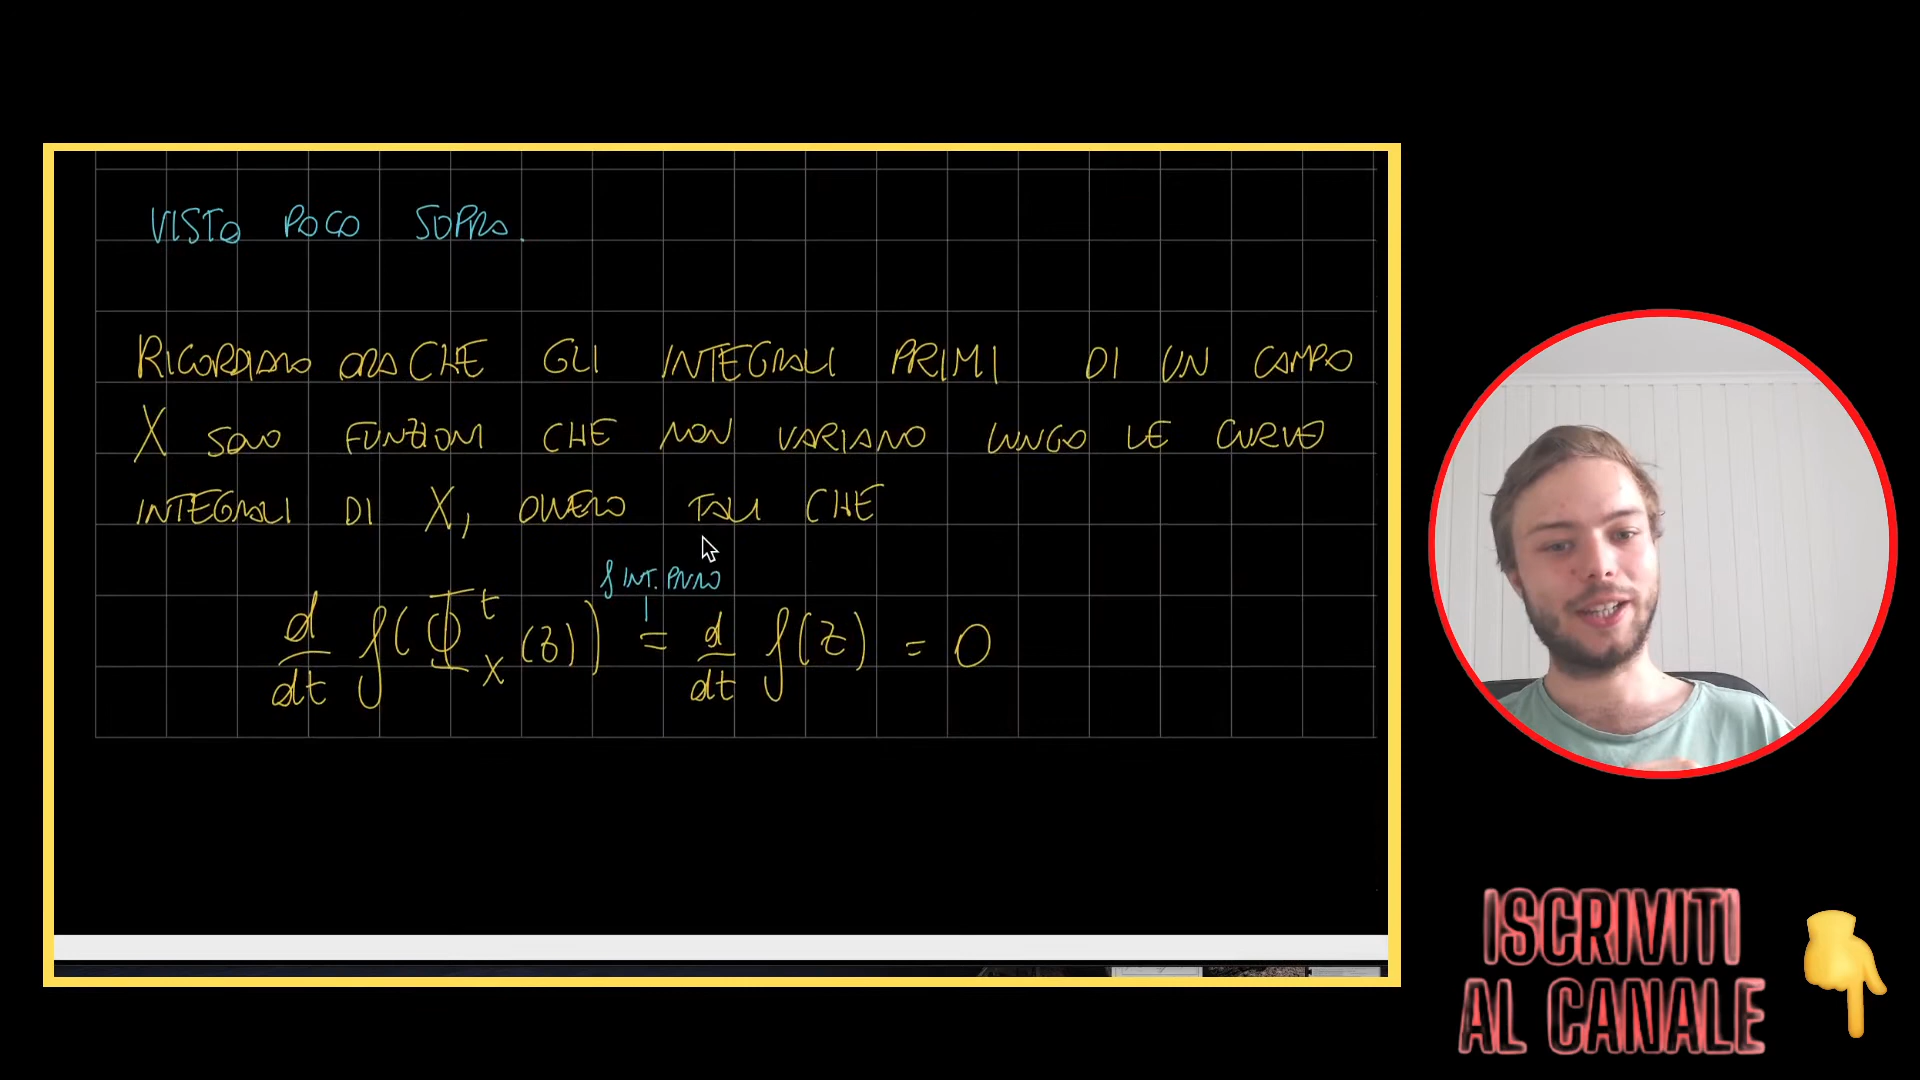 VISTO POCO SOPRA.
RICORDIAMO ORA CHE GLI INTEGRALI PRIMI DI UN CAMPO
X SONO FUNZIONI CHE NON VARIANO LUNGO LE CURVE
INTEGRALI DI X, OVVERO TALI CHE
f INT. PRIMO
d/dt f(Φ^t_X(z)) = d/dt f(z) = 0
ISCRIVITI
AL CANALE